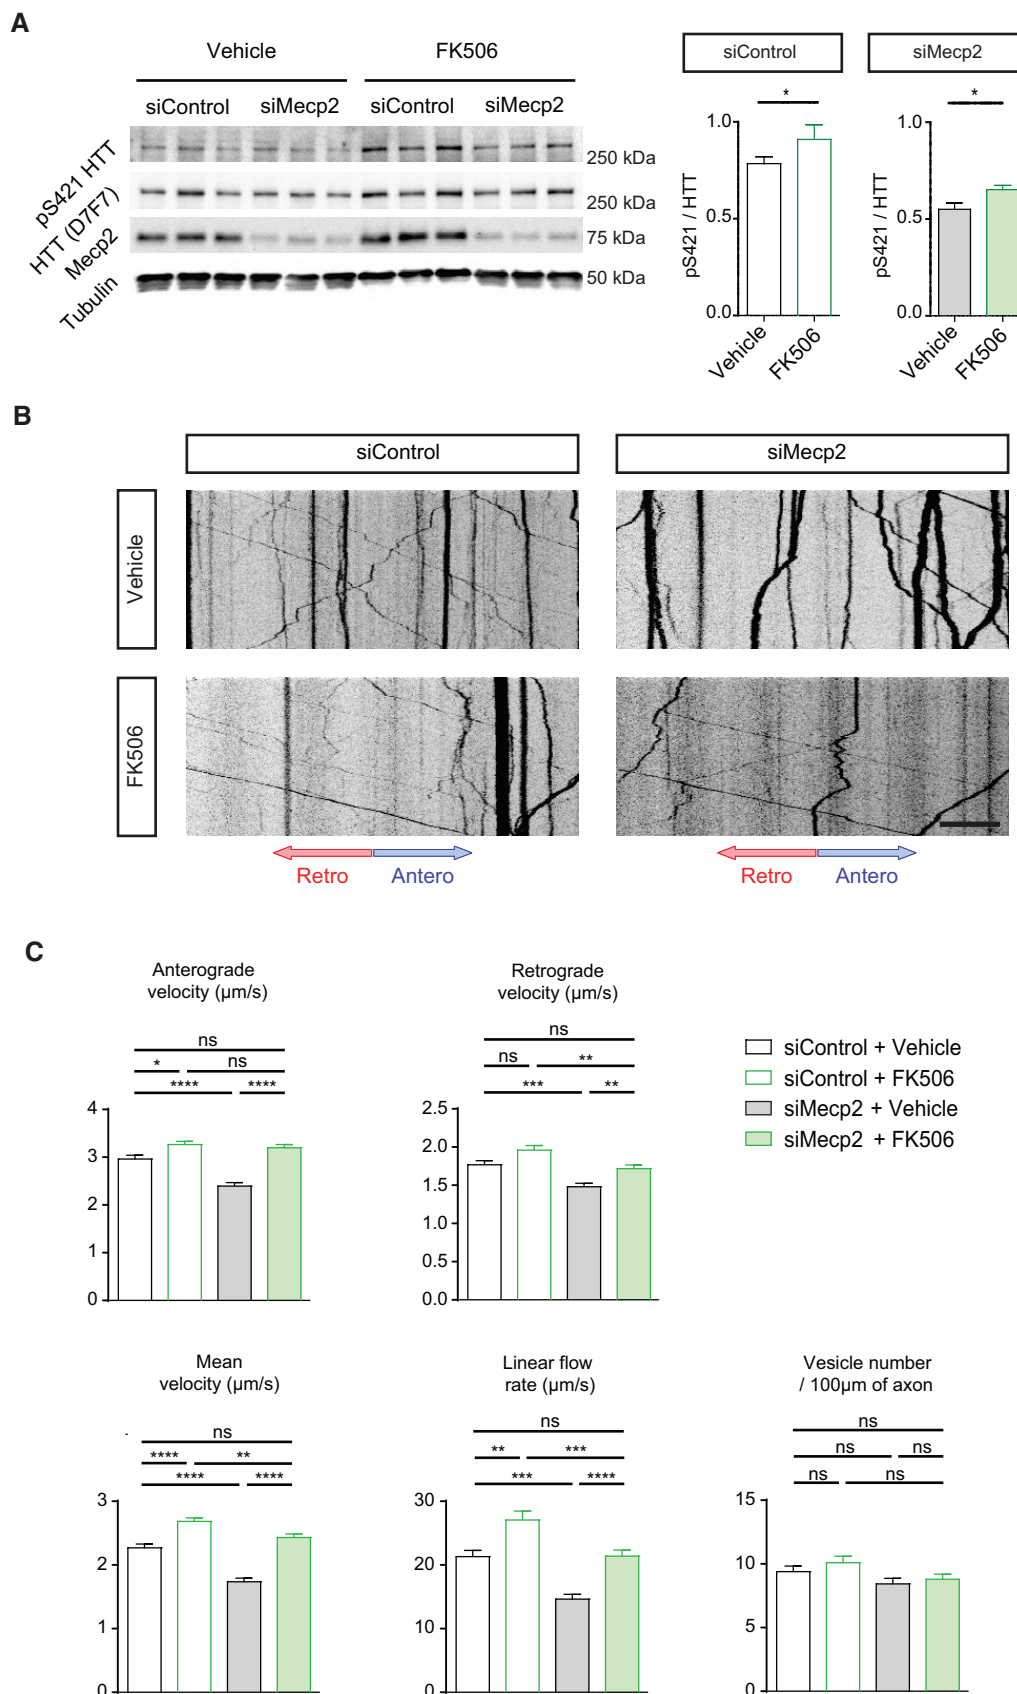 A
Vehicle
FK506
siControl
siMecp2
siControl
siMecp2
pS421 HTT
HTT (D7F7)
Mecp2
Tubulin
250 kDa
250 kDa
75 kDa
50 kDa
siControl
*
pS421 / HTT
1.0
0.5
0.0
Vehicle
FK506
siMecp2
*
pS421 / HTT
1.0
0.5
0.0
Vehicle
FK506
B
siControl
siMecp2
Vehicle
FK506
Retro
Antero
Retro
Antero
C
Anterograde
velocity (µm/s)
ns
* ns
**** ****
4
3
2
1
0
Retrograde
velocity (µm/s)
ns
ns **
*** **
2.5
2.0
1.5
1.0
0.5
0.0
siControl + Vehicle
siControl + FK506
siMecp2 + Vehicle
siMecp2 + FK506
Mean
velocity (µm/s)
ns
**** **
**** ****
3
2
1
0
Linear flow
rate (µm/s)
ns
** ***
*** ****
30
20
10
0
Vesicle number
/ 100µm of axon
ns
ns ns
ns ns
15
10
5
0